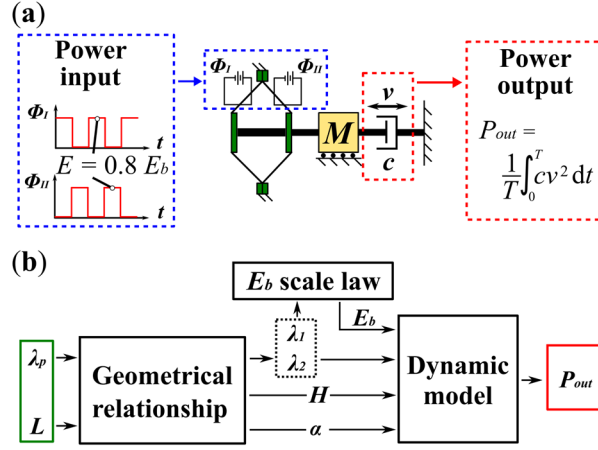 (a)
Power
input
Φ_I
t
E = 0.8 E_b
Φ_II
t
Φ_I
Φ_II
M
v
c
Power
output
P_out =
1/T ∫_0^T cv² dt
(b)
E_b scale law
E_b
λ_p
L
Geometrical
relationship
λ_1
λ_2
H
α
Dynamic
model
P_out